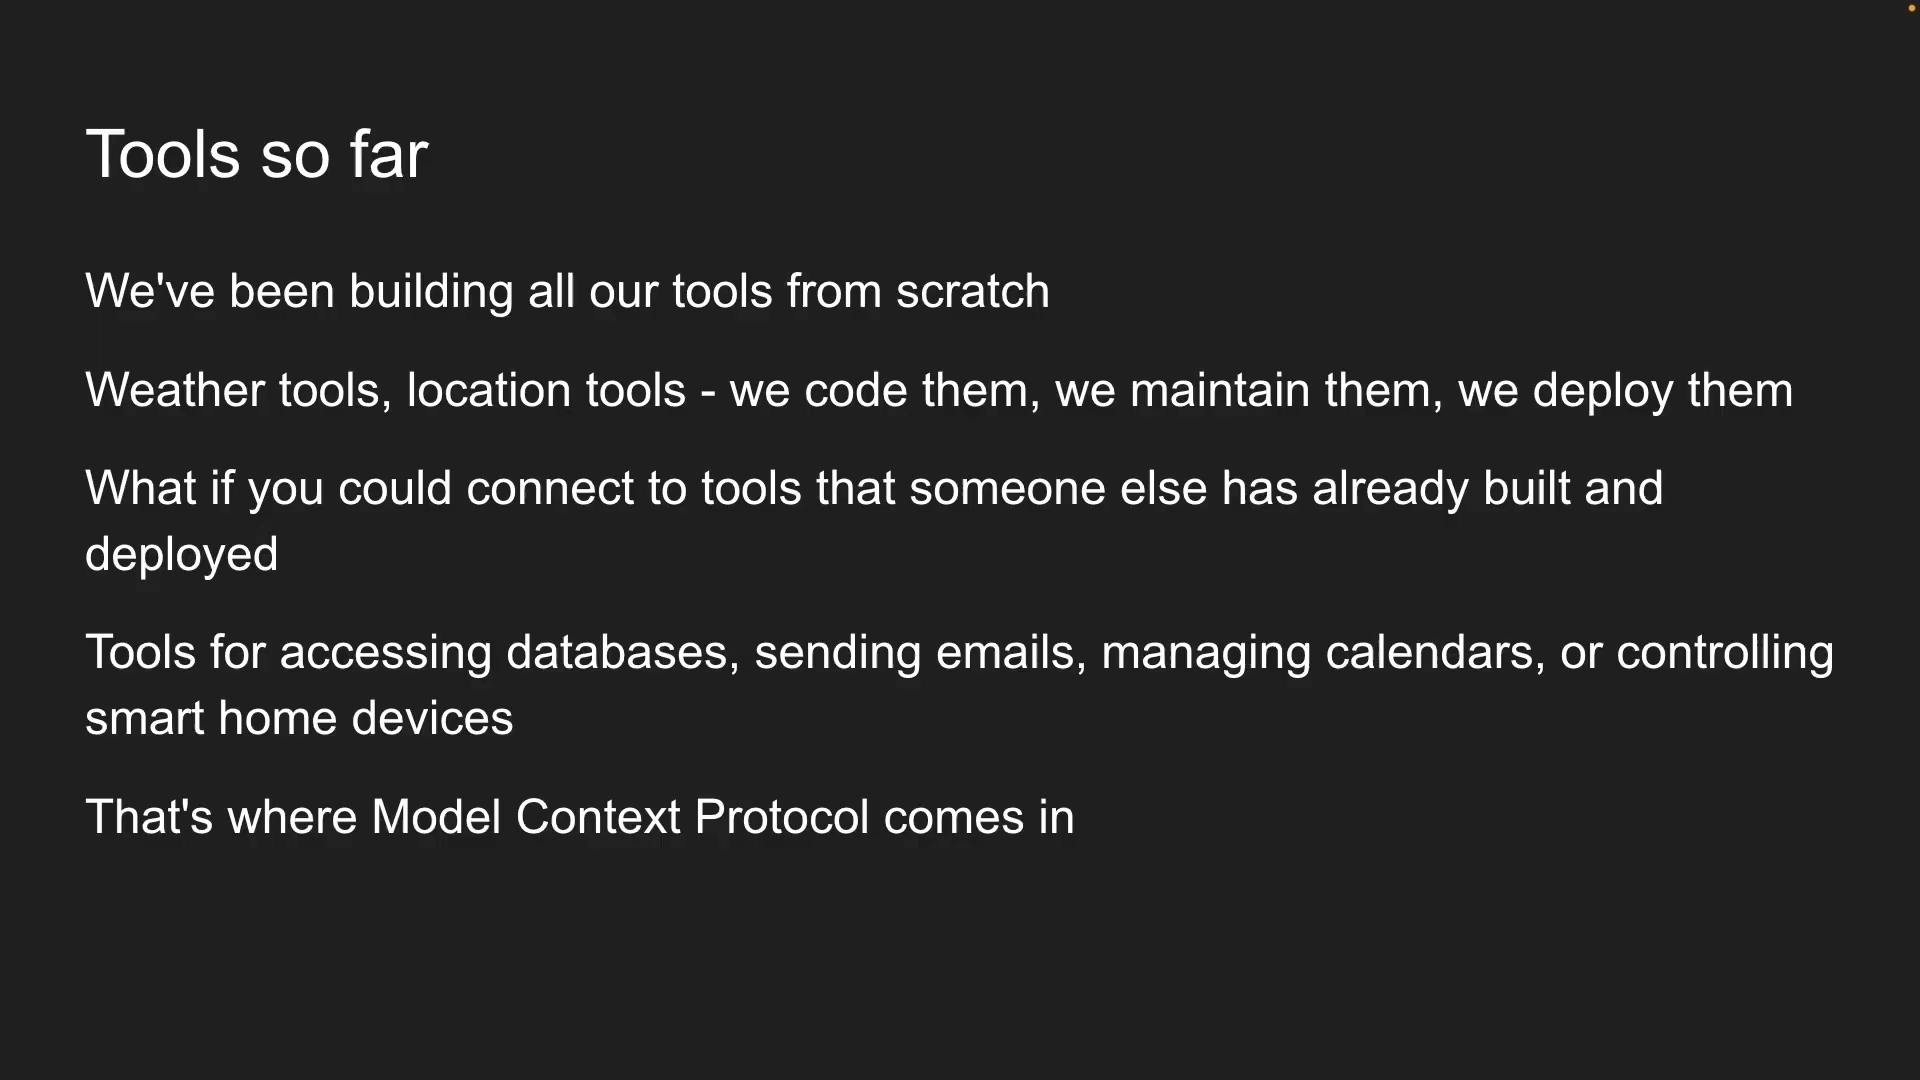 Tools so far
We've been building all our tools from scratch
Weather tools, location tools - we code them, we maintain them, we deploy them
What if you could connect to tools that someone else has already built and
deployed
Tools for accessing databases, sending emails, managing calendars, or controlling
smart home devices
That's where Model Context Protocol comes in